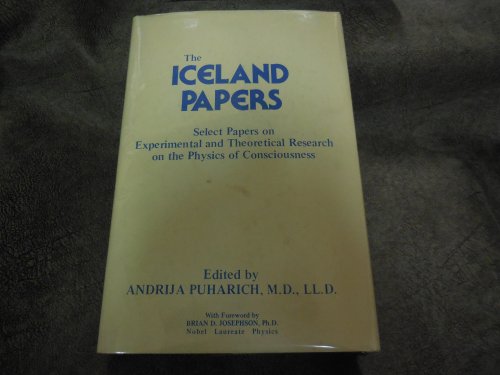 The
ICELAND
PAPERS
Select Papers on
Experimental and Theoretical Research
on the Physics of Consciousness
Edited by
ANDRIJA PUHARICH, M.D., LL.D.
With Foreword by
BRIAN D. JOSEPHSON, Ph.D.
Nobel Laureate Physics